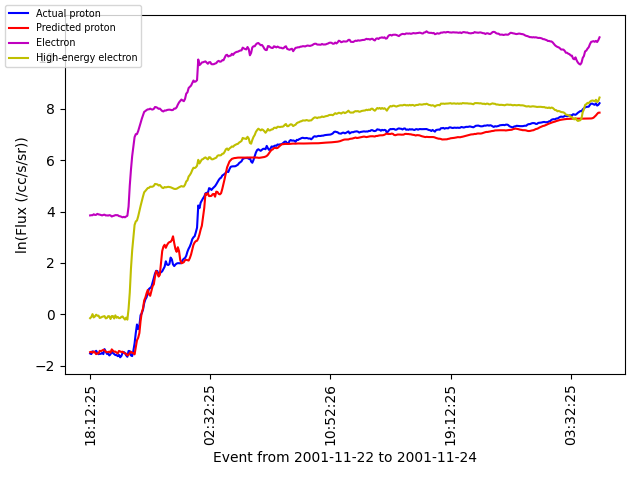 Actual proton
Predicted proton
Electron
High-energy electron
ln(Flux (/cc/s/sr))
8
6
4
2
0
−2
18:12:25
02:32:25
10:52:26
19:12:25
03:32:25
Event from 2001-11-22 to 2001-11-24